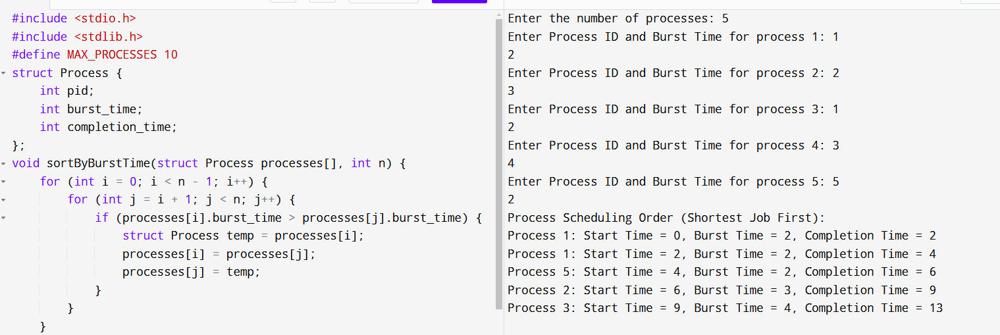 #include <stdio.h>
#include <stdlib.h>
#define MAX_PROCESSES 10
struct Process {
    int pid;
    int burst_time;
    int completion_time;
};
void sortByBurstTime(struct Process processes[], int n) {
    for (int i = 0; i < n - 1; i++) {
        for (int j = i + 1; j < n; j++) {
            if (processes[i].burst_time > processes[j].burst_time) {
                struct Process temp = processes[i];
                processes[i] = processes[j];
                processes[j] = temp;
            }
        }
    }
Enter the number of processes: 5
Enter Process ID and Burst Time for process 1: 1
2
Enter Process ID and Burst Time for process 2: 2
3
Enter Process ID and Burst Time for process 3: 1
2
Enter Process ID and Burst Time for process 4: 3
4
Enter Process ID and Burst Time for process 5: 5
2
Process Scheduling Order (Shortest Job First):
Process 1: Start Time = 0, Burst Time = 2, Completion Time = 2
Process 1: Start Time = 2, Burst Time = 2, Completion Time = 4
Process 5: Start Time = 4, Burst Time = 2, Completion Time = 6
Process 2: Start Time = 6, Burst Time = 3, Completion Time = 9
Process 3: Start Time = 9, Burst Time = 4, Completion Time = 13